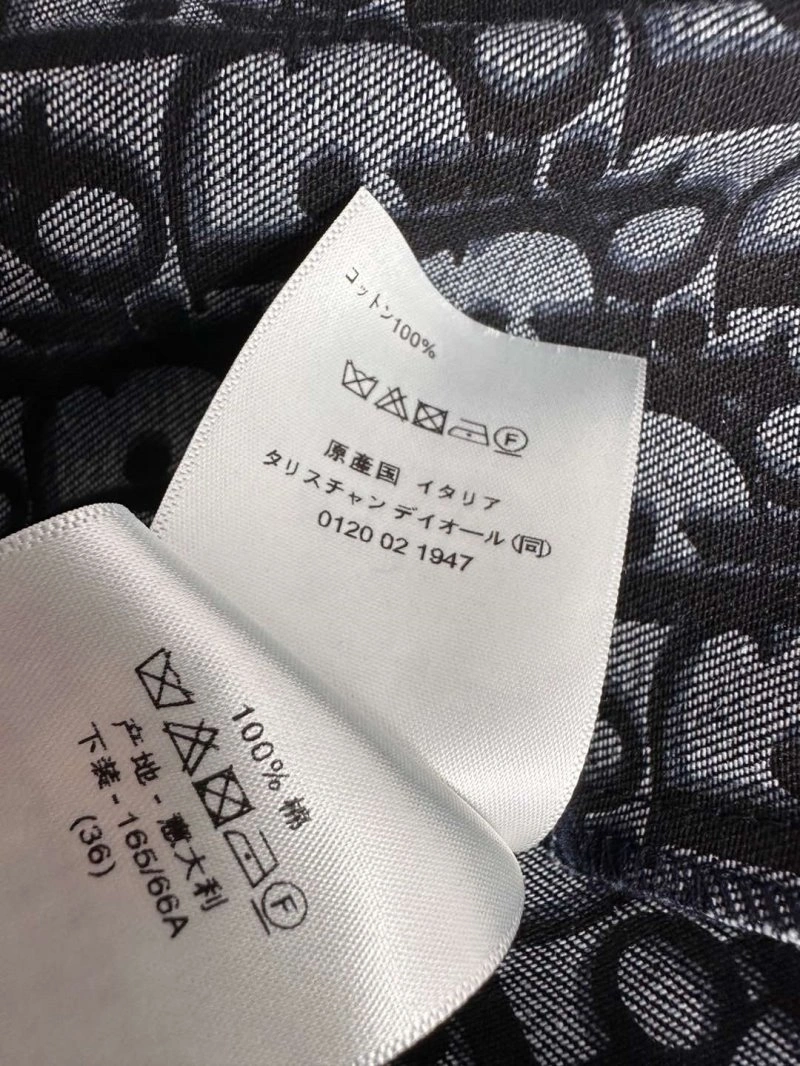 コットン100%
F
原産国 イタリア
クリスチャン デイオール(同)
0120 02 1947
100% 棉
F
产地 - 意大利
下装 - 165/66A
(36)